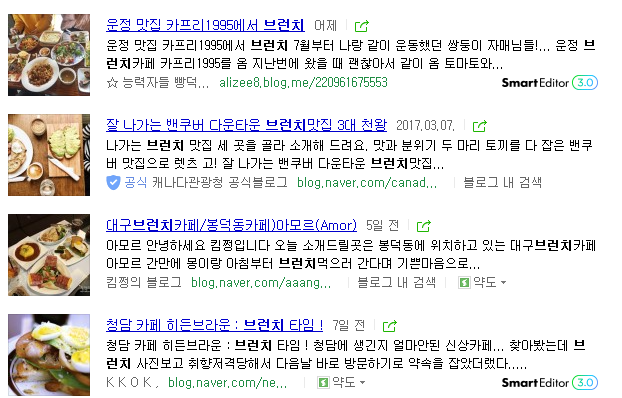 운정 맛집 카프리1995에서 브런치 어제
운정 맛집 카프리1995에서 브런치 7월부터 나랑 같이 운동했던 쌍둥이 자매님들!... 운정 브
런치카페 카프리1995를 옴 지난번에 왔을 때 괜찮아서 같이 옴 토마토와...
☆ 능력자들 빵덕... alizee8.blog.me/220961675553 SmartEditor 3.0
잘 나가는 밴쿠버 다운타운 브런치맛집 3대 천왕 2017.03.07.
나가는 브런치 맛집 세 곳을 골라 소개해 드려요. 맛과 분위기 두 마리 토끼를 다 잡은 밴쿠
버 맛집으로 렛츠 고! 잘 나가는 밴쿠버 다운타운 브런치맛집...
공식 캐나다관광청 공식블로그 blog.naver.com/canad... 블로그 내 검색
대구브런치카페/봉덕동카페)아모르(Amor) 5일 전
아모르 안녕하세요 킴쩡입니다 오늘 소개드릴곳은 봉덕동에 위치하고 있는 대구브런치카페
아모르 간만에 몽이랑 아침부터 브런치먹으러 간다며 기쁜마음으로...
킴쩡의 블로그 blog.naver.com/aaang... 블로그 내 검색 약도
청담 카페 히든브라운 : 브런치 타임 ! 7일 전
청담 카페 히든브라운 : 브런치 타임 ! 청담에 생긴지 얼마안된 신상카페... 찾아봤는데 브
런치 사진보고 취향저격당해서 다음날 바로 방문하기로 약속을 잡았더랬다.....
K K O K , blog.naver.com/ne... 약도 SmartEditor 3.0